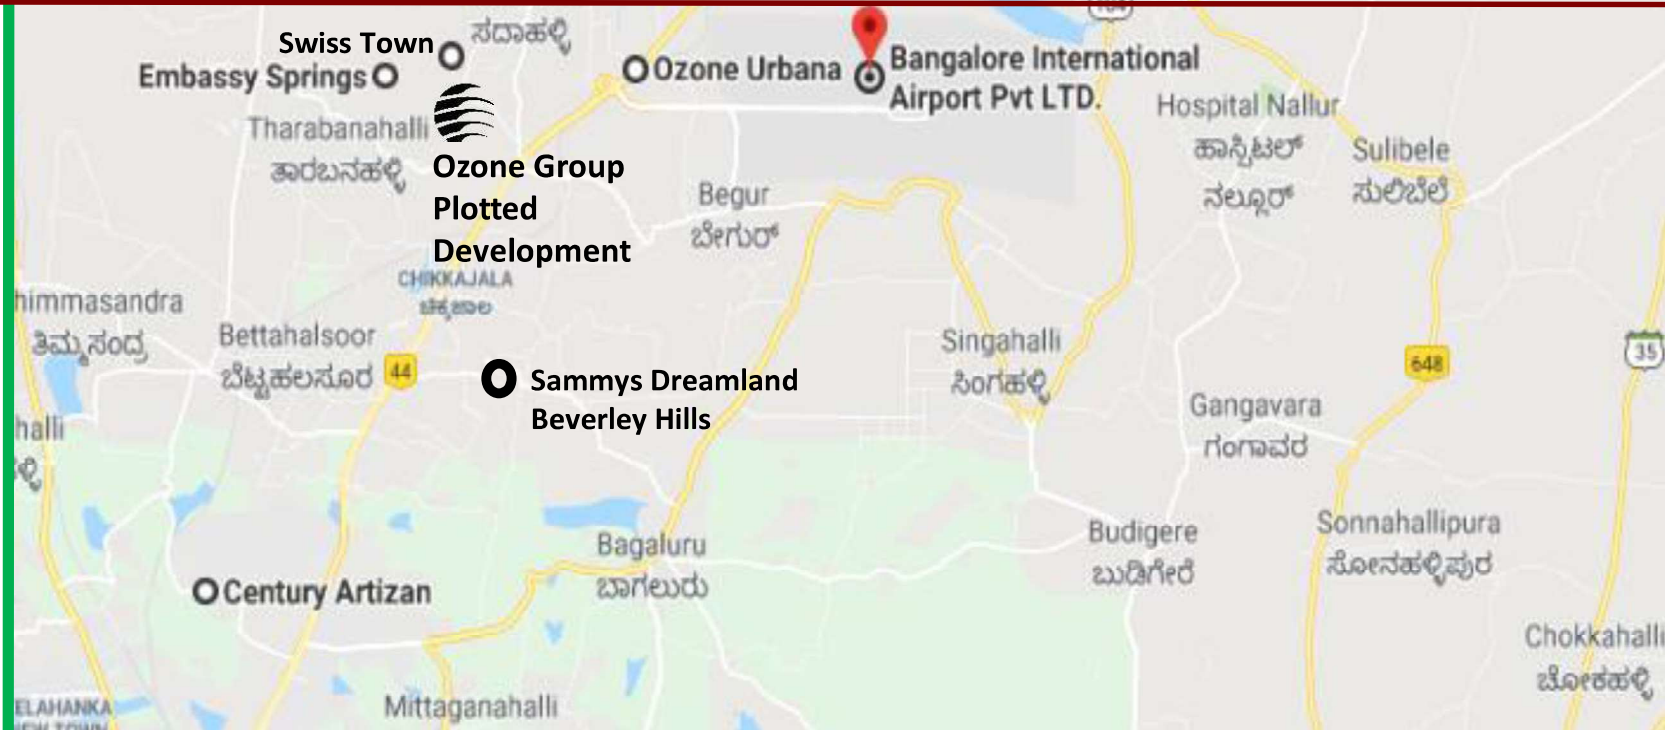 Swiss Town
ಸದಾಹಳ್ಳಿ
Embassy Springs
Ozone Urbana
Bangalore International
Airport Pvt LTD.
Hospital Nallur
ಹಾಸ್ಪಿಟಲ್
ನಲ್ಲೂರ್
Sulibele
ಸುಲಿಬೆಲೆ
Tharabanahalli
ತಾರಬನಹಳ್ಳಿ
Ozone Group
Plotted
Development
Begur
ಬೇಗುರ್
CHIKKAJALA
ಚಿಕ್ಕಜಾಲ
himmasandra
ತಿಮ್ಮಸಂದ್ರ
Bettahalsoor
ಬೆಟ್ಟಹಲಸೂರ
44
Sammys Dreamland
Beverley Hills
Singahalli
ಸಿಂಗಹಳ್ಳಿ
648
35
Gangavara
ಗಂಗಾವರ
halli
Bagaluru
ಬಾಗಲುರು
Budigere
ಬುಡಿಗೇರೆ
Sonnahallipura
ಸೋನಹಳ್ಳಿಪುರ
Century Artizan
Chokkahalli
ಚೋಕಹಳ್ಳಿ
Mittaganahalli
ELAHANKA